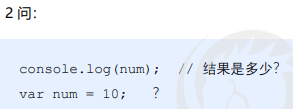 2 问：
console.log(num);  // 结果是多少?
var num = 10;  ?